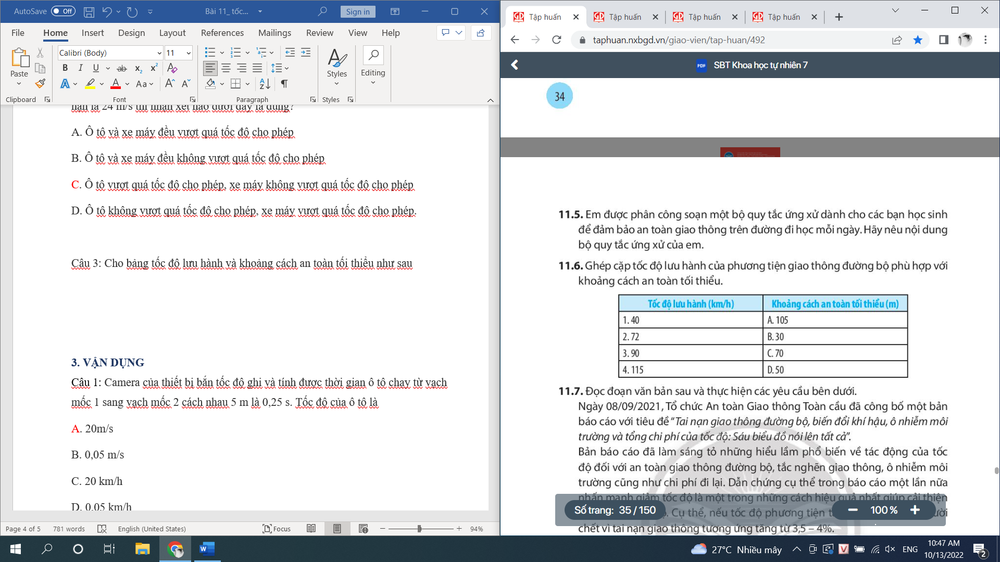 AutoSave Off Bài 11_ tốc... Sign in
File Home Insert Design Layout References Mailings Review View Help
Calibri (Body) 11
Paste Styles Editing
Clipboard Font Paragraph Styles
hạn là 24 m/s thì nhận xét nào dưới đây là đúng?
A. Ô tô và xe máy đều vượt quá tốc độ cho phép
B. Ô tô và xe máy đều không vượt quá tốc độ cho phép
C. Ô tô vượt quá tốc độ cho phép, xe máy không vượt quá tốc độ cho phép
D. Ô tô không vượt quá tốc độ cho phép, xe máy vượt quá tốc độ cho phép.
Câu 3: Cho bảng tốc độ lưu hành và khoảng cách an toàn tối thiểu như sau
3. VẬN DỤNG
Câu 1: Camera của thiết bị bắn tốc độ ghi và tính được thời gian ô tô chạy từ vạch
mốc 1 sang vạch mốc 2 cách nhau 5 m là 0,25 s. Tốc độ của ô tô là
A. 20m/s
B. 0,05 m/s
C. 20 km/h
D. 0,05 km/h
Page 4 of 5 781 words English (United States) Focus 94%
Tập huấn Tập huấn Tập huấn Tập huấn
taphuan.nxbgd.vn/giao-vien/tap-huan/492
PDF SBT Khoa học tự nhiên 7
34
11.5. Em được phân công soạn một bộ quy tắc ứng xử dành cho các bạn học sinh
để đảm bảo an toàn giao thông trên đường đi học mỗi ngày. Hãy nêu nội dung
bộ quy tắc ứng xử của em.
11.6. Ghép cặp tốc độ lưu hành của phương tiện giao thông đường bộ phù hợp với
khoảng cách an toàn tối thiểu.
Tốc độ lưu hành (km/h) Khoảng cách an toàn tối thiểu (m)
1. 40 A. 105
2. 72 B. 30
3. 90 C. 70
4. 115 D. 50
11.7. Đọc đoạn văn bản sau và thực hiện các yêu cầu bên dưới.
Ngày 08/09/2021, Tổ chức An toàn Giao thông Toàn cầu đã công bố một bản
báo cáo với tiêu đề “Tai nạn giao thông đường bộ, biến đổi khí hậu, ô nhiễm môi
trường và tổng chi phí của tốc độ: Sáu biểu đồ nói lên tất cả”.
Bản báo cáo đã làm sáng tỏ những hiểu lầm phổ biến về tác động của tốc
độ đối với an toàn giao thông đường bộ, tắc nghẽn giao thông, ô nhiễm môi
trường cũng như chi phí đi lại. Dẫn chứng cụ thể trong báo cáo một lần nữa
nhấn mạnh giảm tốc độ là một trong những cách hiệu quả nhất giúp cải thiện
Số trang: 35 / 150 . Cụ thể, nếu tốc độ phương tiện 100 %
chết vì tai nạn giao thông tương ứng tăng từ 3,5 – 4%.
27°C Nhiều mây ENG 10:47 AM
10/13/2022 2